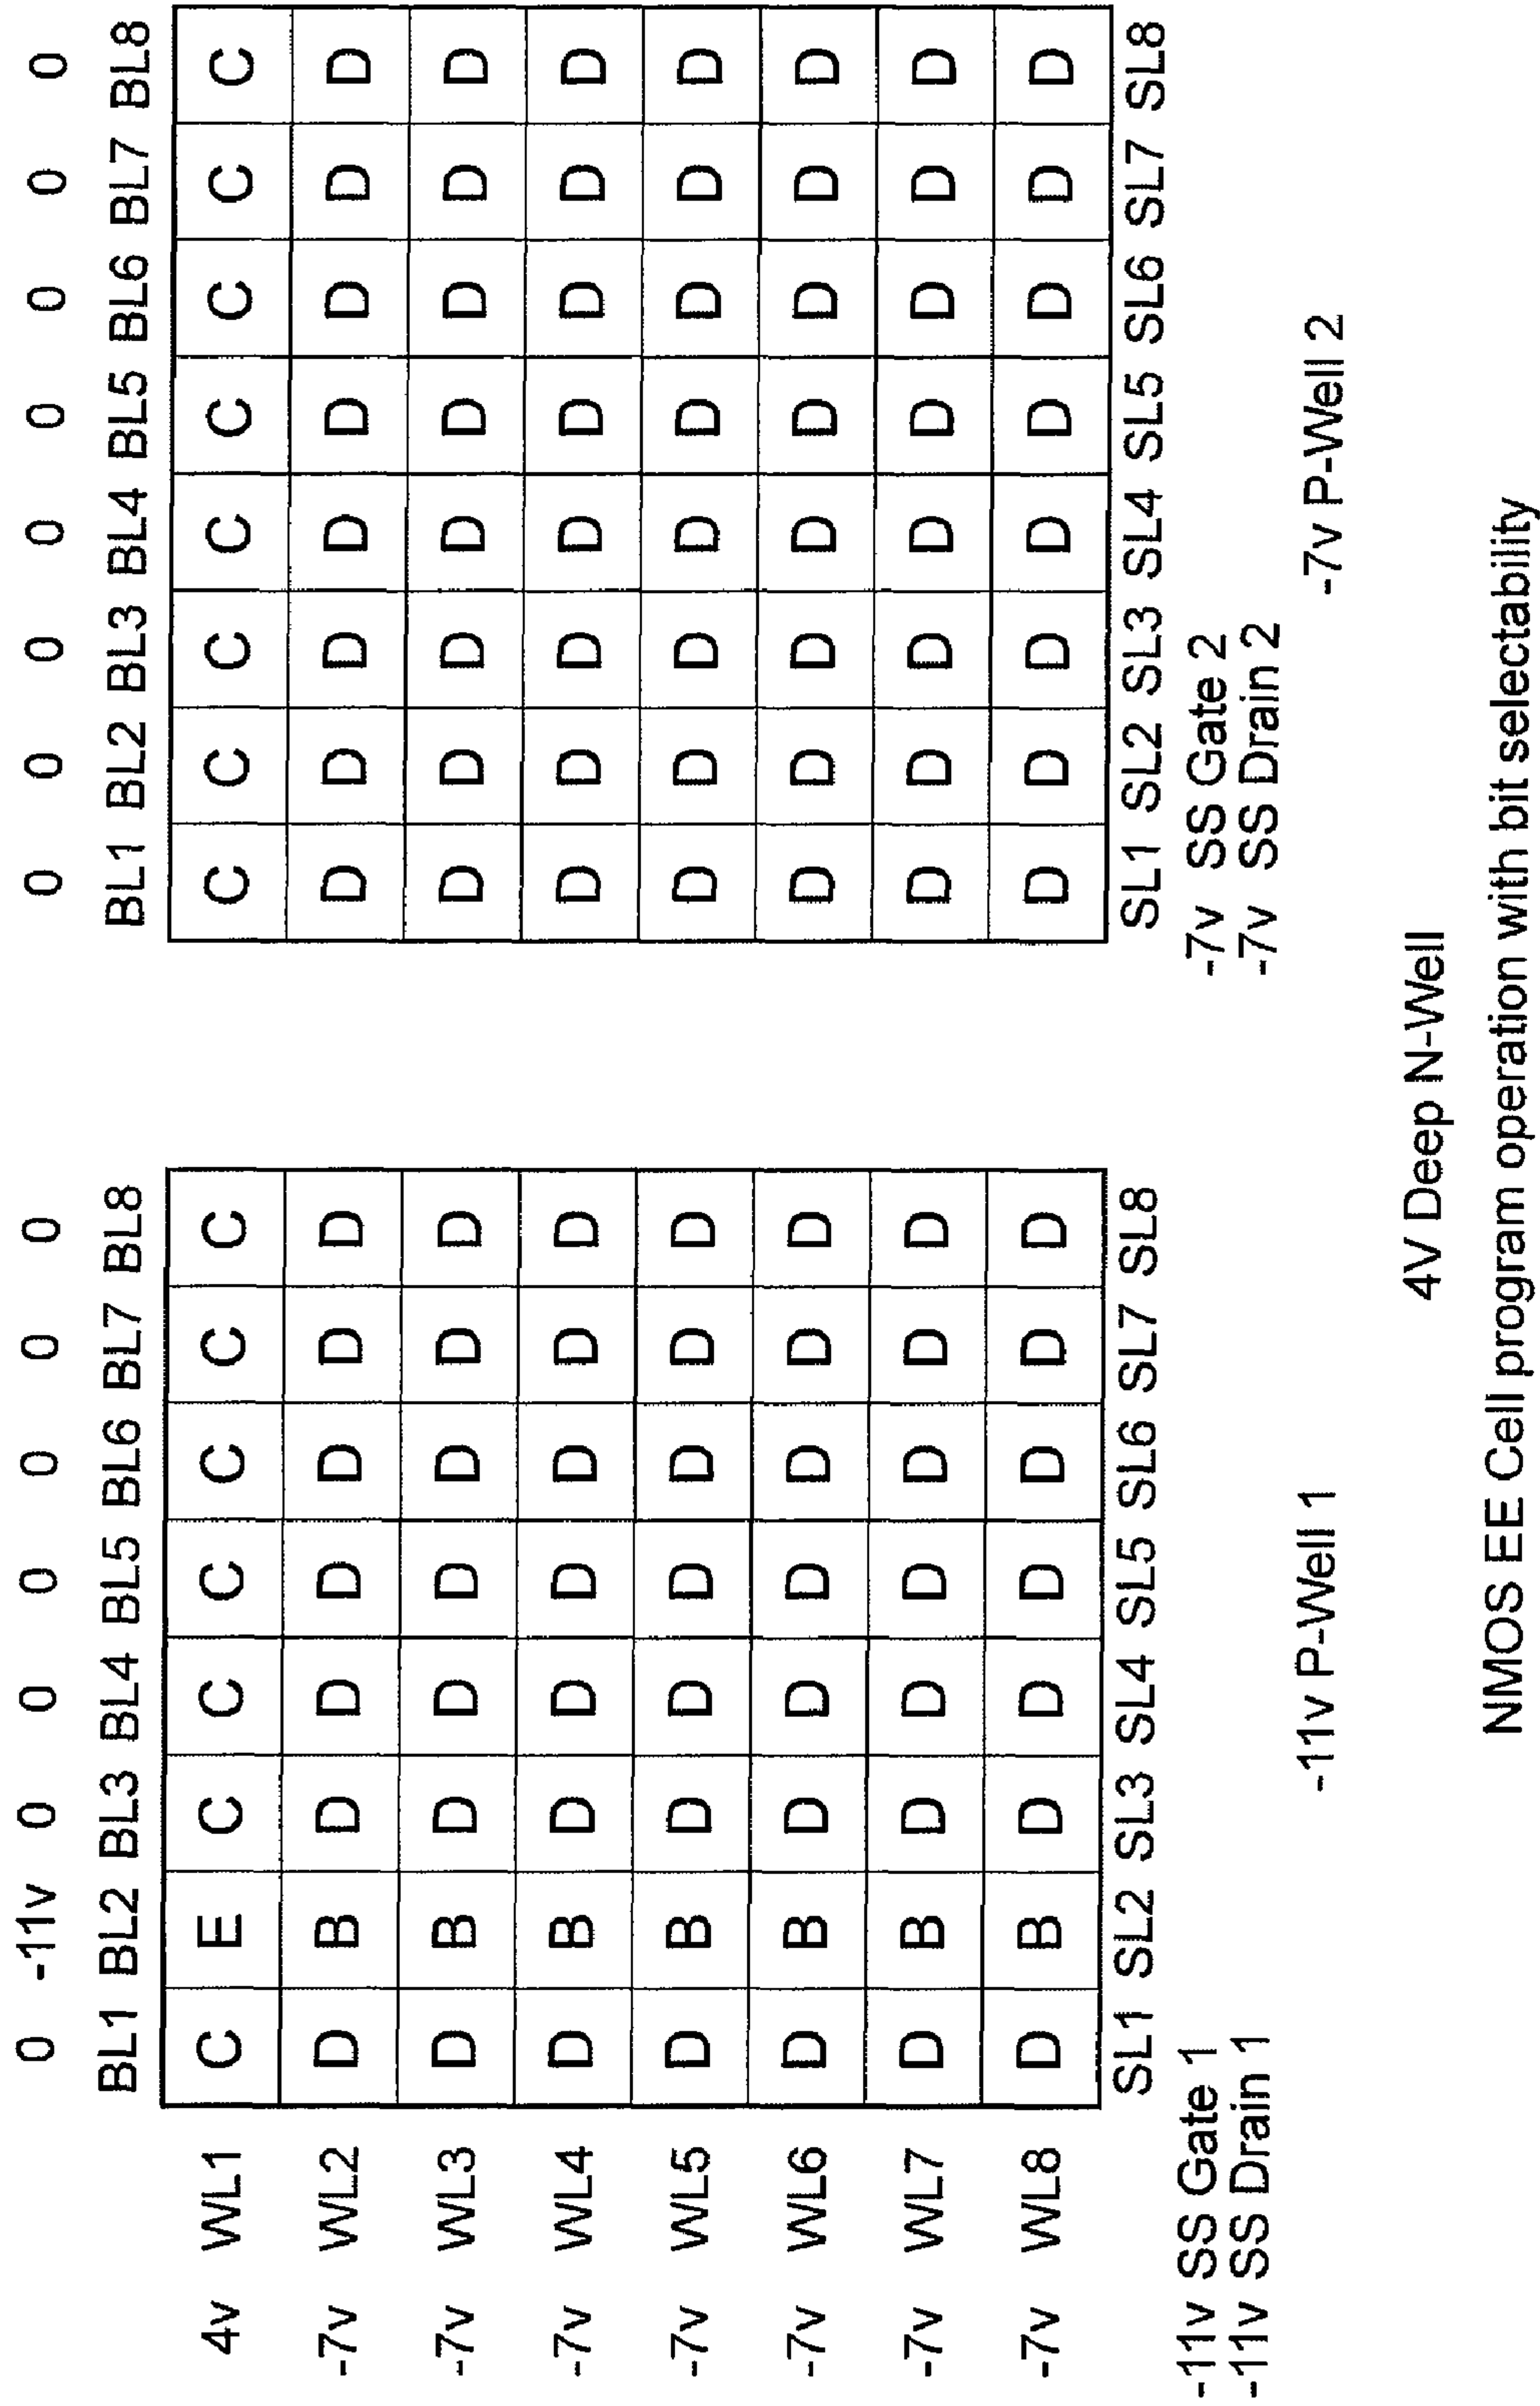 0 -11v 0 0 0 0 0 0 0 0 0 0 0 0 0 0
BL1 BL2 BL3 BL4 BL5 BL6 BL7 BL8 BL1 BL2 BL3 BL4 BL5 BL6 BL7 BL8
4v WL1 C E C C C C C C C C C C C C C C
-7v WL2 D B D D D D D D D D D D D D D D
-7v WL3 D B D D D D D D D D D D D D D D
-7v WL4 D B D D D D D D D D D D D D D D
-7v WL5 D B D D D D D D D D D D D D D D
-7v WL6 D B D D D D D D D D D D D D D D
-7v WL7 D B D D D D D D D D D D D D D D
-7v WL8 D B D D D D D D D D D D D D D D
SL1 SL2 SL3 SL4 SL5 SL6 SL7 SL8 SL1 SL2 SL3 SL4 SL5 SL6 SL7 SL8
-11v SS Gate 1 -7v SS Gate 2
-11v SS Drain 1 -7v SS Drain 2
-11v P-Well 1 -7v P-Well 2
4V Deep N-Well
NMOS EE Cell program operation with bit selectability